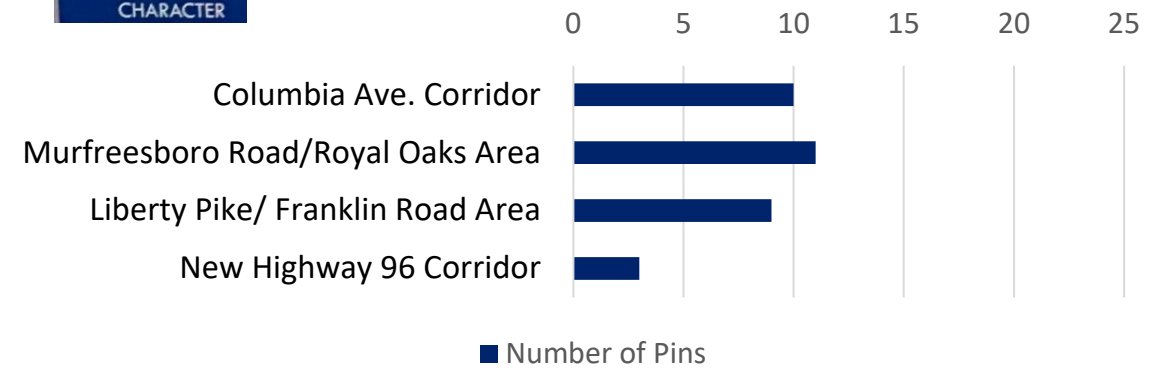 CHARACTER
0 5 10 15 20 25
Columbia Ave. Corridor
Murfreesboro Road/Royal Oaks Area
Liberty Pike/ Franklin Road Area
New Highway 96 Corridor
Number of Pins